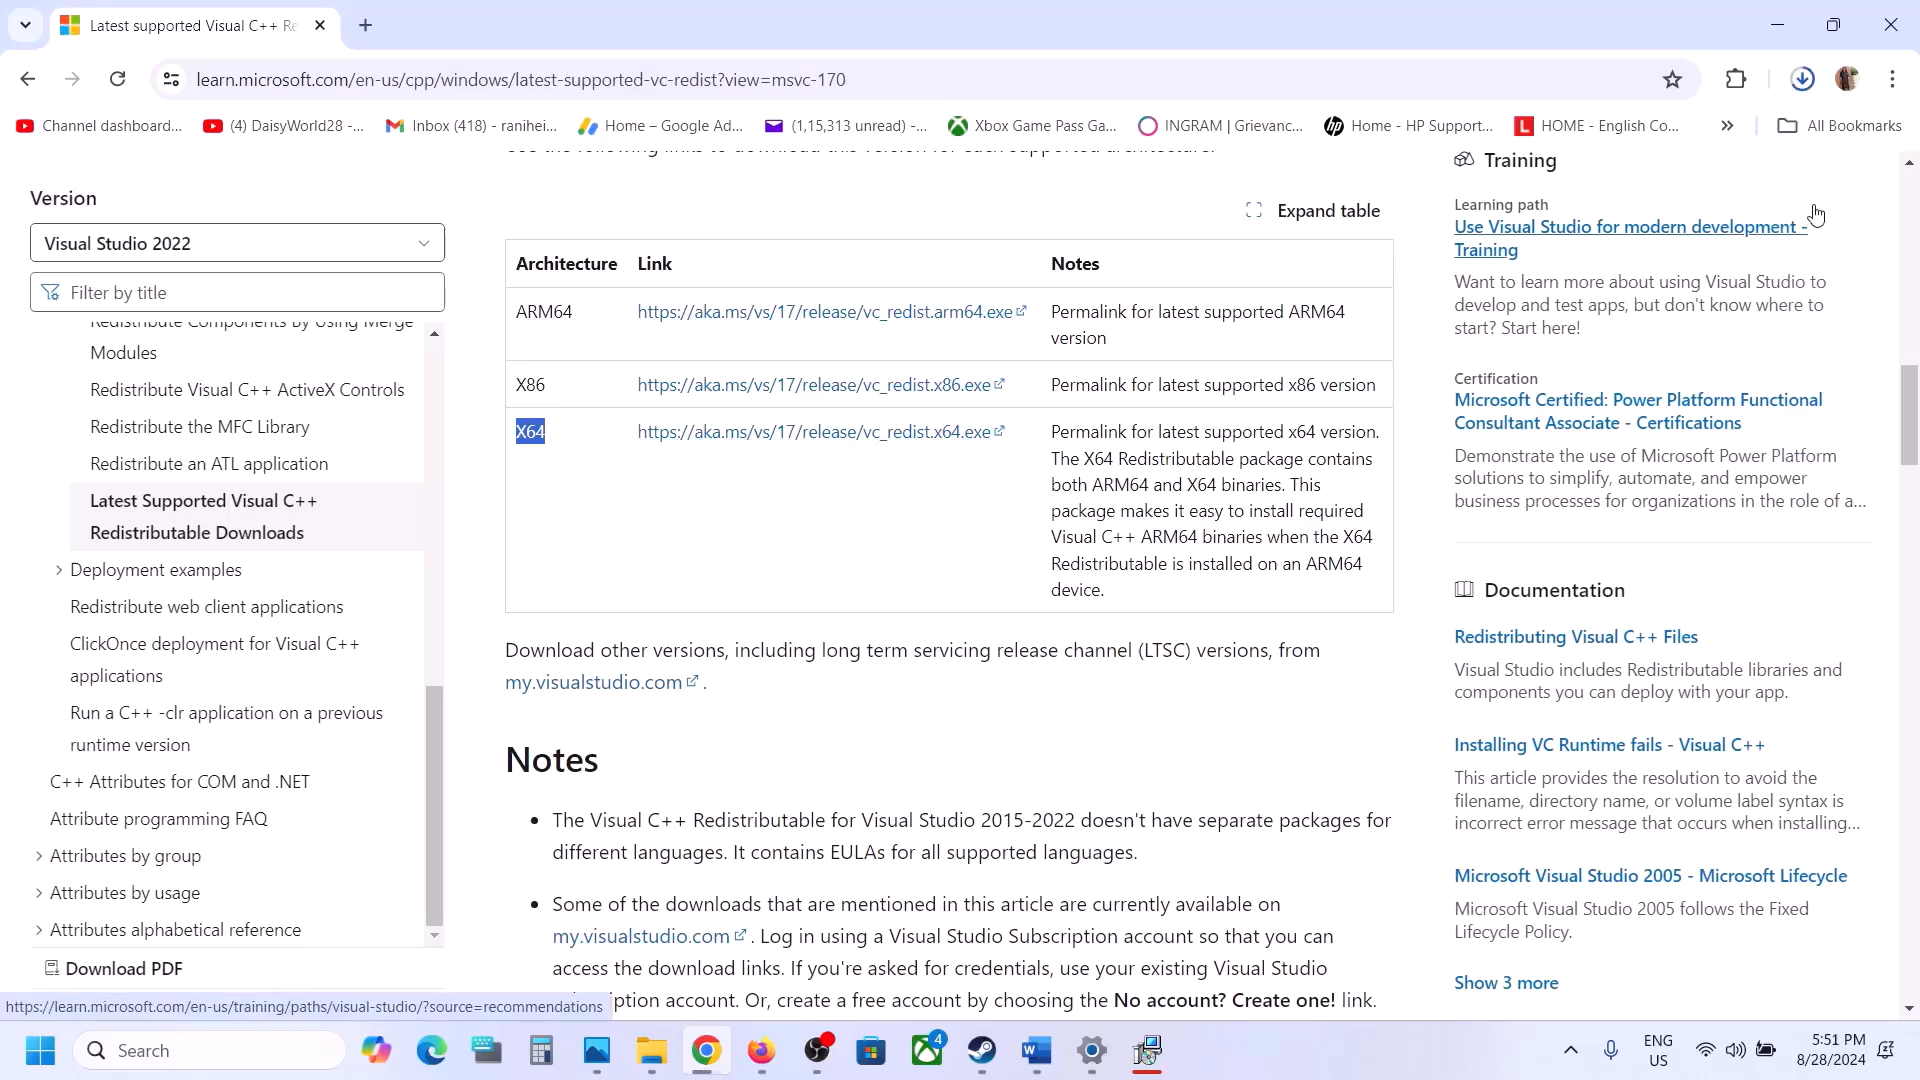 Latest supported Visual C++ Re
learn.microsoft.com/en-us/cpp/windows/latest-supported-vc-redist?view=msvc-170
Channel dashboard...
(4) DaisyWorld28 -...
Inbox (418) - ranihei...
Home – Google Ad...
(1,15,313 unread) -...
Xbox Game Pass Ga...
INGRAM | Grievanc...
Home - HP Support...
HOME - English Co...
All Bookmarks
Version
Visual Studio 2022
Filter by title
Redistribute Components By Using Merge
Modules
Redistribute Visual C++ ActiveX Controls
Redistribute the MFC Library
Redistribute an ATL application
Latest Supported Visual C++
Redistributable Downloads
Deployment examples
Redistribute web client applications
ClickOnce deployment for Visual C++
applications
Run a C++ -clr application on a previous
runtime version
C++ Attributes for COM and .NET
Attribute programming FAQ
Attributes by group
Attributes by usage
Attributes alphabetical reference
Download PDF
https://learn.microsoft.com/en-us/training/paths/visual-studio/?source=recommendations
Use the following links to download this version for each supported architecture:
Expand table
Architecture Link Notes
ARM64 https://aka.ms/vs/17/release/vc_redist.arm64.exe Permalink for latest supported ARM64
version
X86 https://aka.ms/vs/17/release/vc_redist.x86.exe Permalink for latest supported x86 version
X64 https://aka.ms/vs/17/release/vc_redist.x64.exe Permalink for latest supported x64 version.
The X64 Redistributable package contains
both ARM64 and X64 binaries. This
package makes it easy to install required
Visual C++ ARM64 binaries when the X64
Redistributable is installed on an ARM64
device.
Download other versions, including long term servicing release channel (LTSC) versions, from
my.visualstudio.com .
Notes
• The Visual C++ Redistributable for Visual Studio 2015-2022 doesn't have separate packages for
different languages. It contains EULAs for all supported languages.
• Some of the downloads that are mentioned in this article are currently available on
my.visualstudio.com . Log in using a Visual Studio Subscription account so that you can
access the download links. If you're asked for credentials, use your existing Visual Studio
ption account. Or, create a free account by choosing the No account? Create one! link.
Training
Learning path
Use Visual Studio for modern development -
Training
Want to learn more about using Visual Studio to
develop and test apps, but don't know where to
start? Start here!
Certification
Microsoft Certified: Power Platform Functional
Consultant Associate - Certifications
Demonstrate the use of Microsoft Power Platform
solutions to simplify, automate, and empower
business processes for organizations in the role of a...
Documentation
Redistributing Visual C++ Files
Visual Studio includes Redistributable libraries and
components you can deploy with your app.
Installing VC Runtime fails - Visual C++
This article provides the resolution to avoid the
filename, directory name, or volume label syntax is
incorrect error message that occurs when installing...
Microsoft Visual Studio 2005 - Microsoft Lifecycle
Microsoft Visual Studio 2005 follows the Fixed
Lifecycle Policy.
Show 3 more
Search
4
ENG
US
5:51 PM
8/28/2024